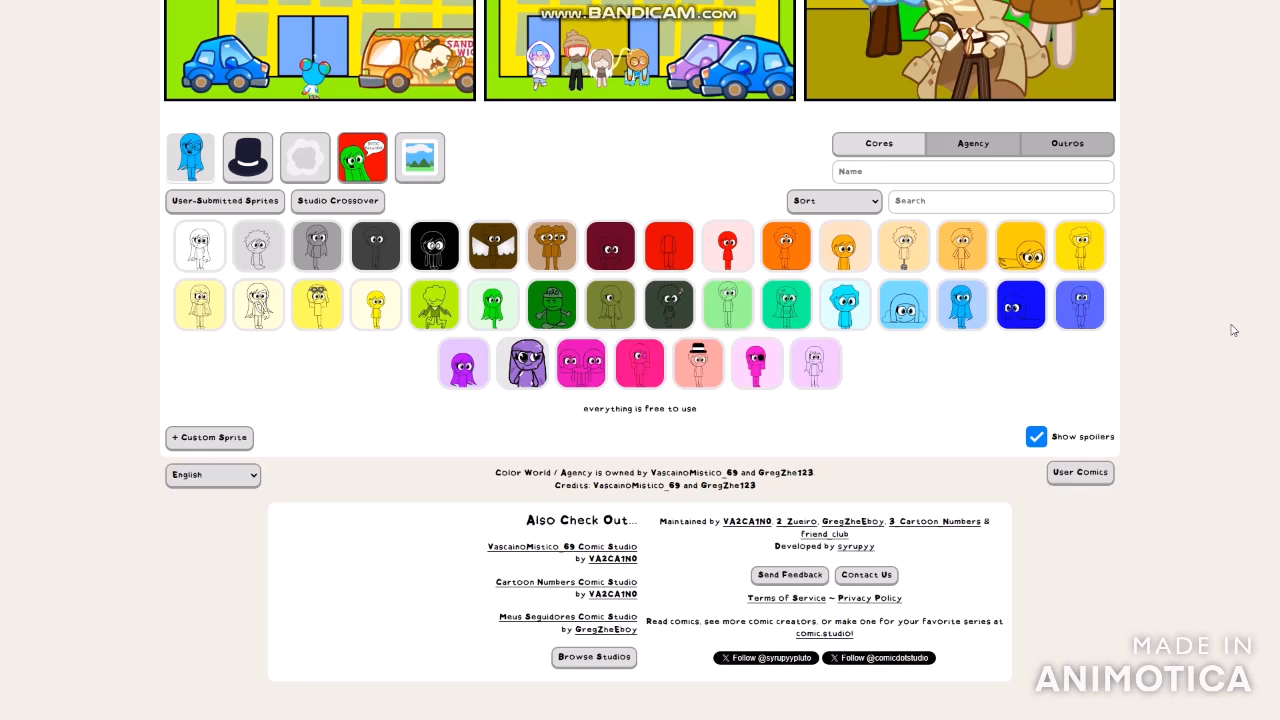 www.BANDICAM.com
SAND
WIC
Cores
Agency
Outros
Name
User-Submitted Sprites
Studio Crossover
Sort
Search
everything is free to use
+ Custom Sprite
Show spoilers
English
Color World / Agency is owned by VascainoMistico_69 and GregZhe123.
Credits: VascainoMistico_69 and GregZhe123
User Comics
Also Check Out...
VascainoMistico_69 Comic Studio
by VA2CA1N0
Cartoon Numbers Comic Studio
by VA2CA1N0
Meus Seguidores Comic Studio
by GregZheEboy
Browse Studios
Maintained by VA2CA1N0, 2_Zueiro, GregZheEboy, 3_Cartoon_Numbers &
friend_club
Developed by syrupyy
Send Feedback
Contact Us
Terms of Service ~ Privacy Policy
Read comics, see more comic creators, or make one for your favorite series at
comic.studio!
Follow @syrupyypluto
Follow @comicdotstudio
MADE IN
ANIMOTICA